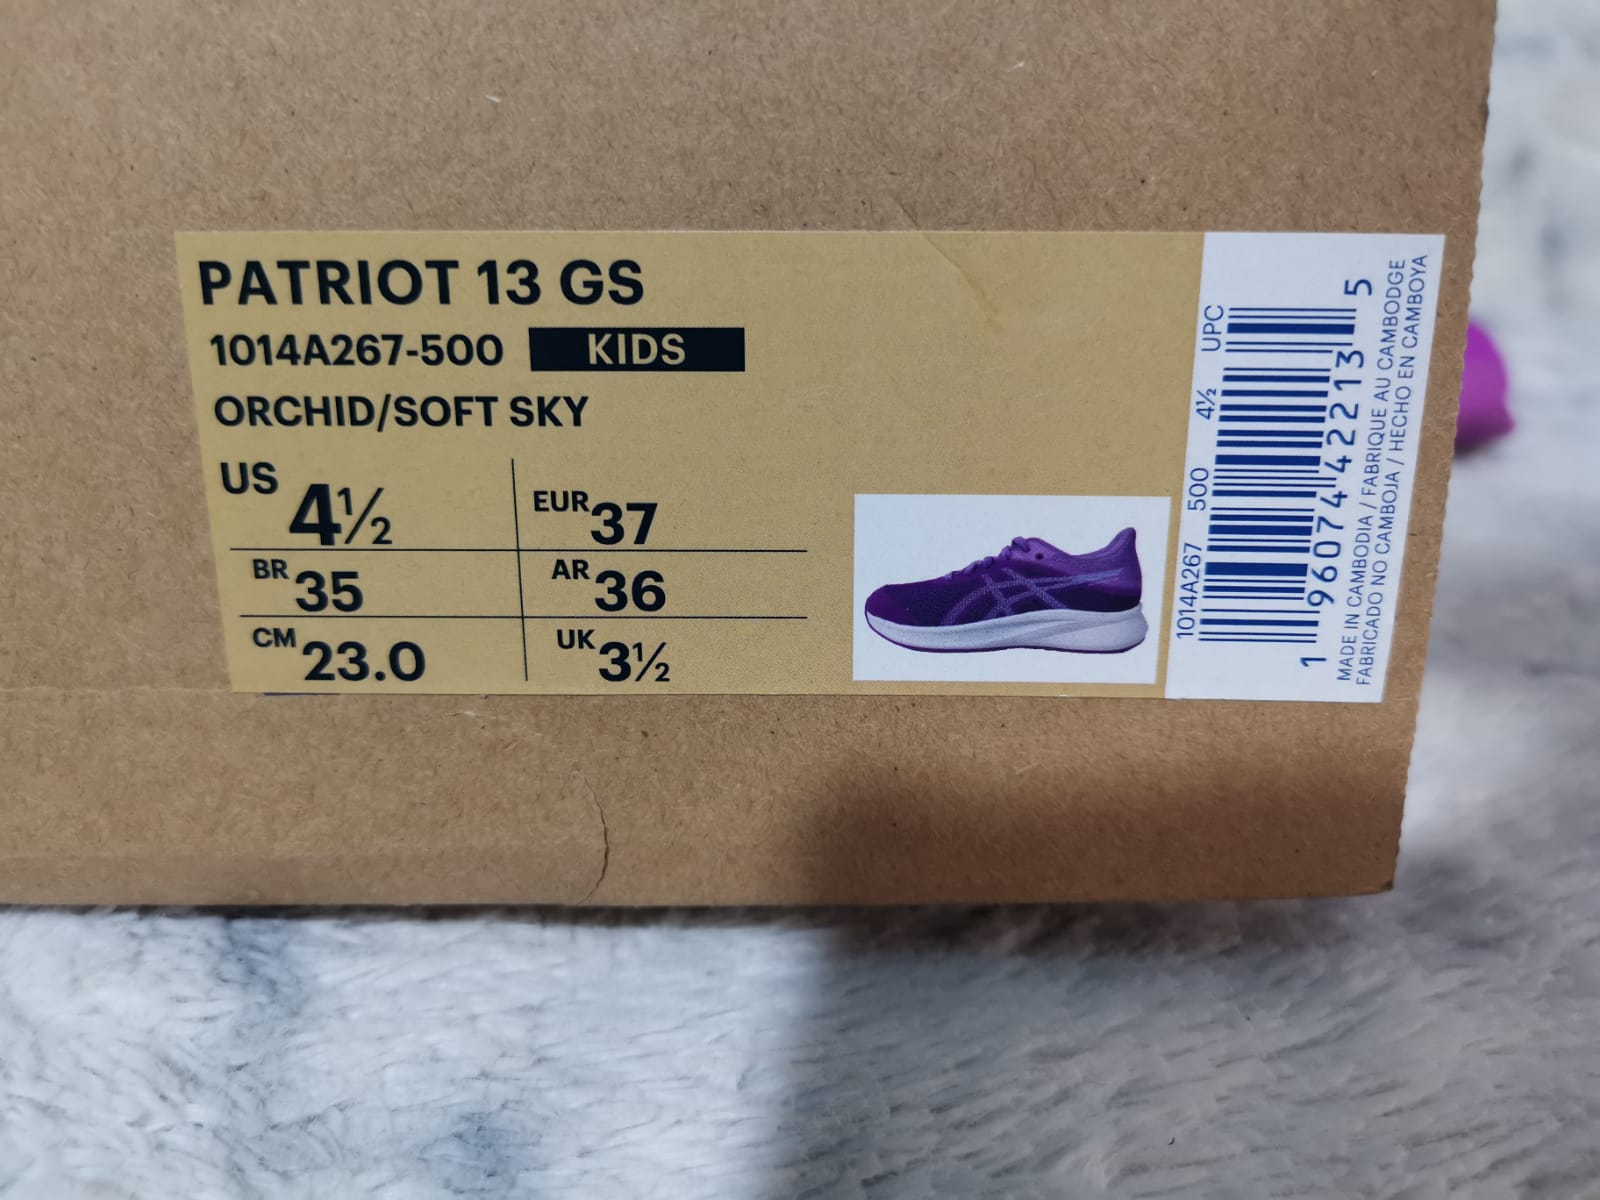 PATRIOT 13 GS
1014A267-500 KIDS
ORCHID/SOFT SKY
US 4½ EUR 37
BR 35 AR 36
CM 23.0 UK 3½
1014A267 500 4½ UPC
1 96074 42213 5
MADE IN CAMBODIA / FABRIQUE AU CAMBODGE
FABRICADO NO CAMBOJA / HECHO EN CAMBOYA